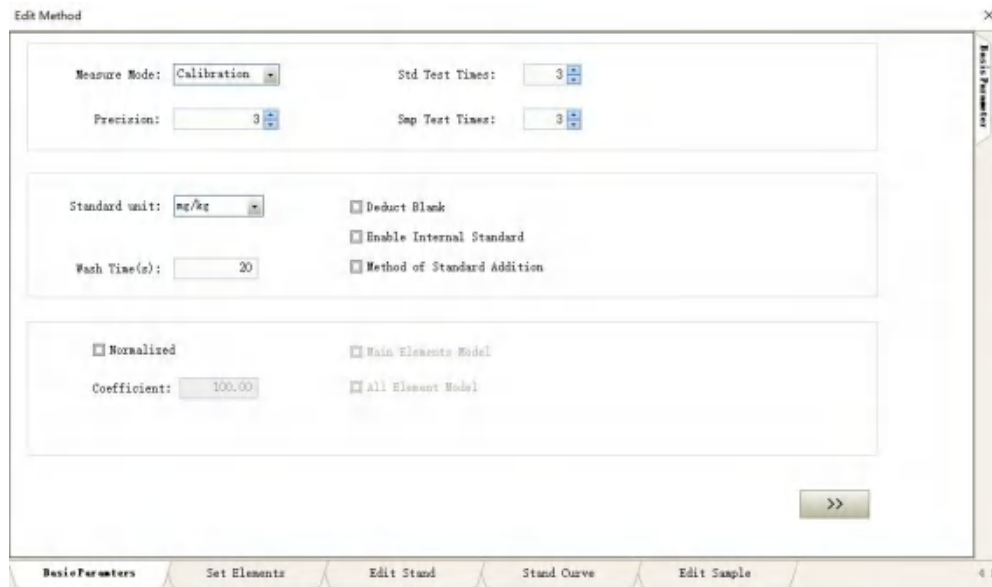 Edit Method
Measure Mode: Calibration Std Test Times: 3
Precision: 3 Smp Test Times: 3
Standard unit: mg/kg Deduct Blank
Enable Internal Standard
Wash Time(s): 20 Method of Standard Addition
Normalized Main Elements Model
Coefficient: 100.00 All Element Model
>>
Basic Paramters Set Elements Edit Stand Stand Curve Edit Sample
Basis Parameter